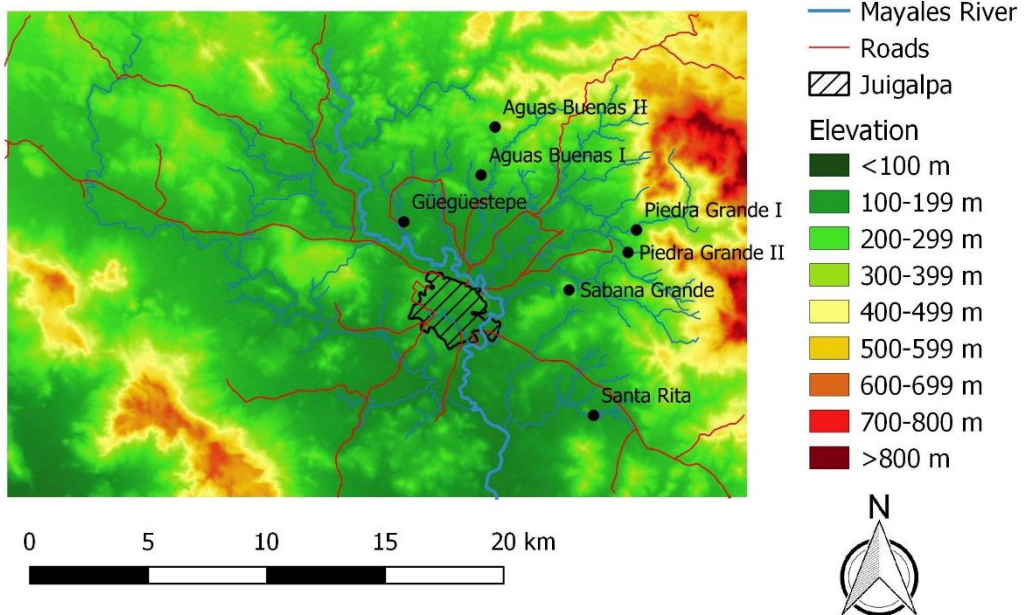 Mayales River
Roads
Juigalpa
Elevation
<100 m
100-199 m
200-299 m
300-399 m
400-499 m
500-599 m
600-699 m
700-800 m
>800 m
N
Aguas Buenas II
Aguas Buenas I
Güegüestepe
Piedra Grande I
Piedra Grande II
Sabana Grande
Santa Rita
0 5 10 15 20 km